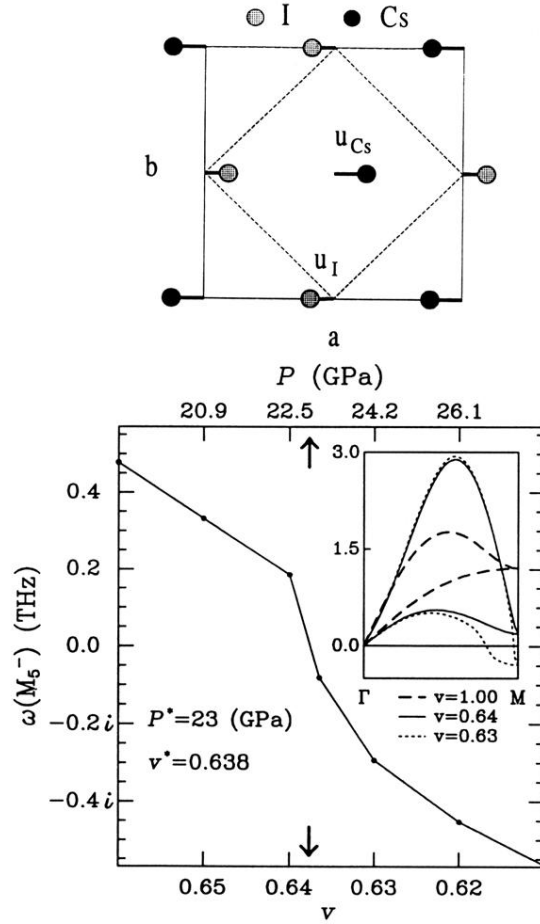 I Cs
u_Cs
b
u_I
a
P (GPa)
20.9 22.5 24.2 26.1
ω(M₅⁻) (THz)
0.4
0.2
0.0
-0.2i
-0.4i
3.0
1.5
0.0
Γ M
v=1.00
v=0.64
v=0.63
P*=23 (GPa)
v*=0.638
0.65 0.64 0.63 0.62
v